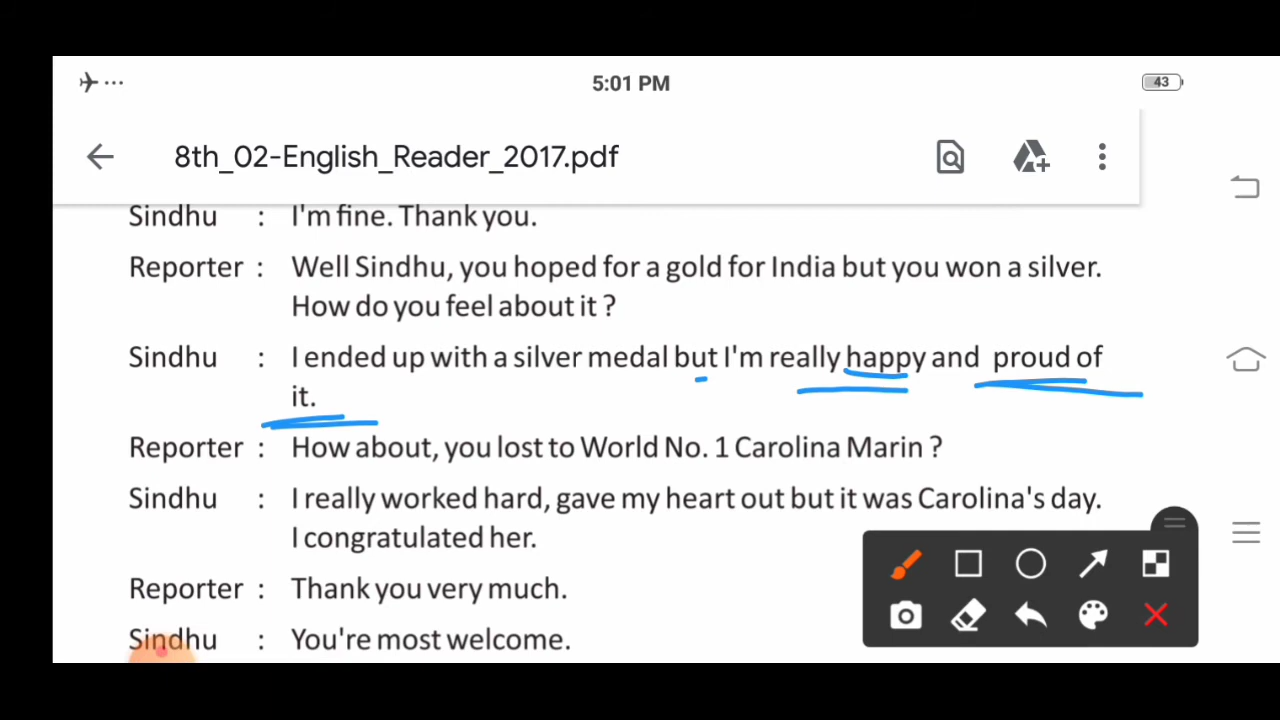 5:01 PM
43
8th_02-English_Reader_2017.pdf
Sindhu : I'm fine. Thank you.
Reporter : Well Sindhu, you hoped for a gold for India but you won a silver.
How do you feel about it ?
Sindhu : I ended up with a silver medal but I'm really happy and proud of
it.
Reporter : How about, you lost to World No. 1 Carolina Marin ?
Sindhu : I really worked hard, gave my heart out but it was Carolina's day.
I congratulated her.
Reporter : Thank you very much.
Sindhu : You're most welcome.